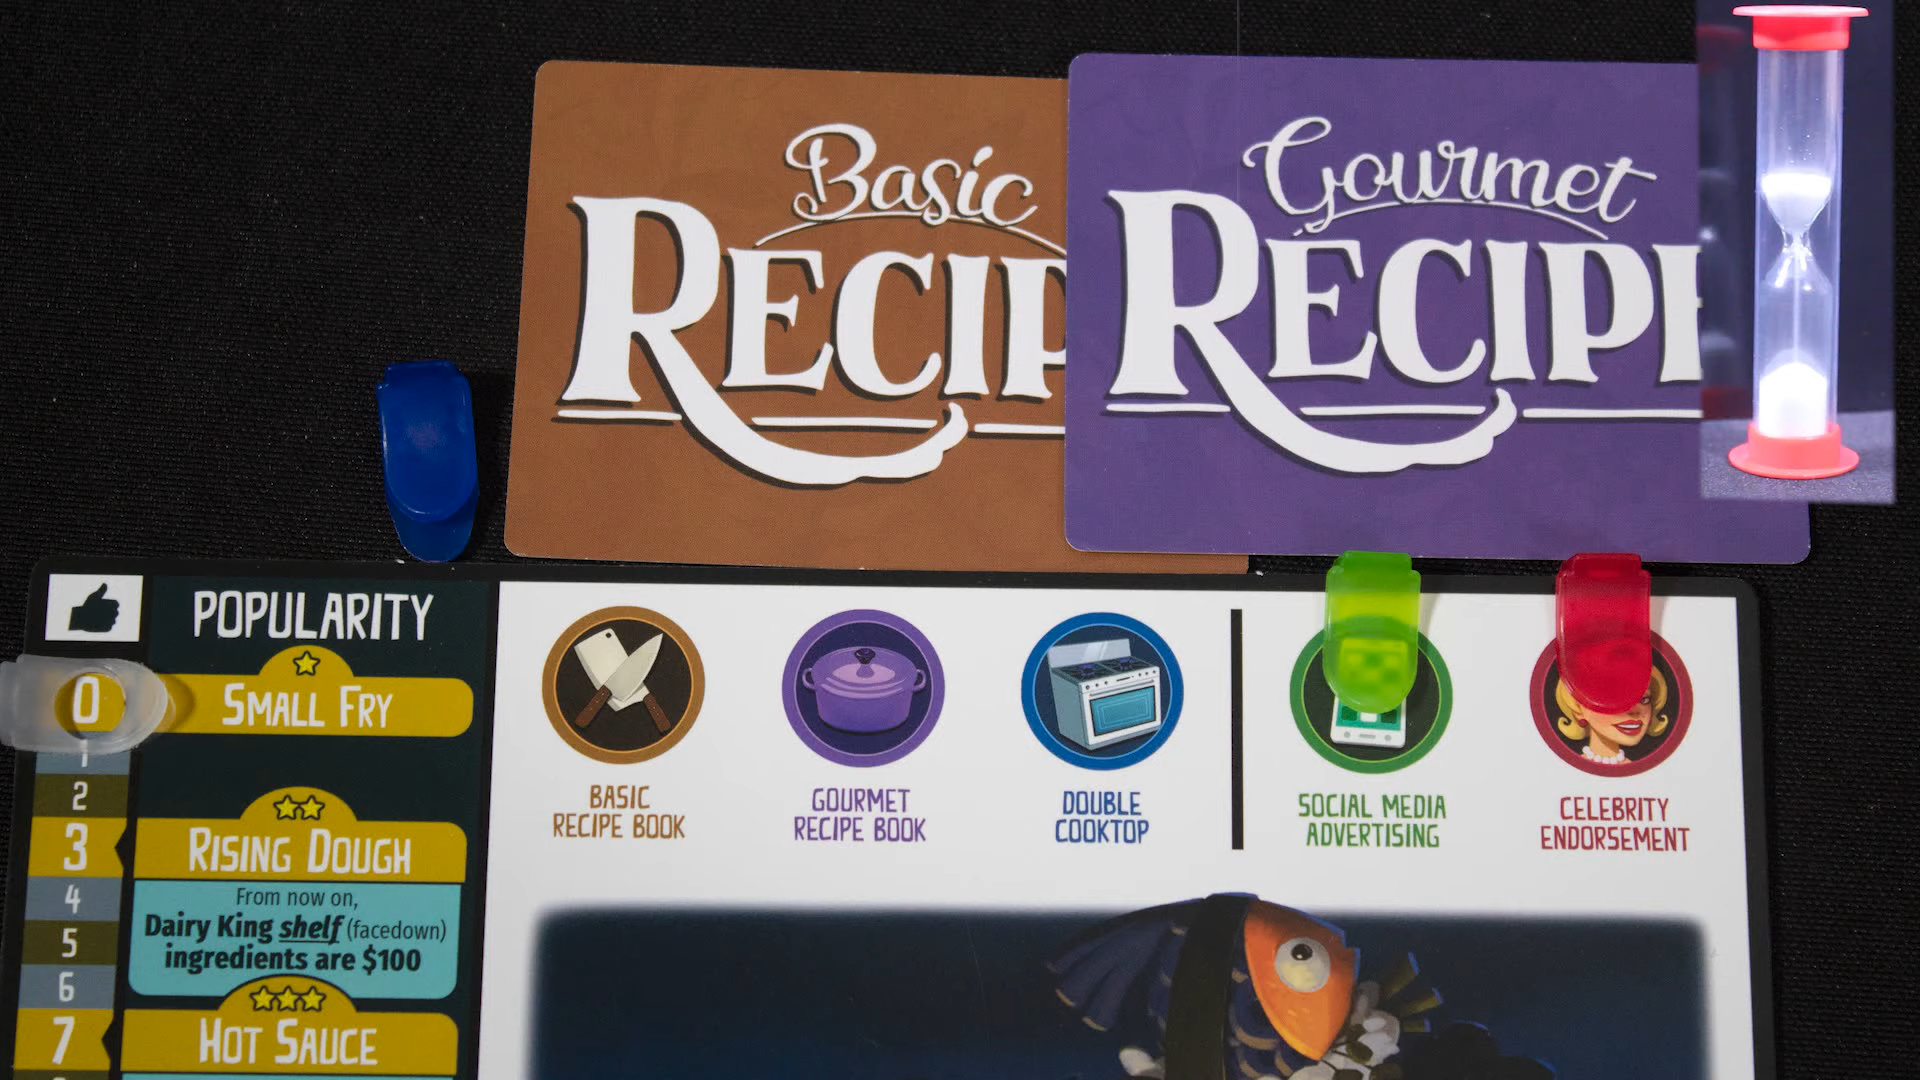 Basic
RECIP
Gourmet
RECIPE
POPULARITY
0
SMALL FRY
1
2
3
RISING DOUGH
4
From now on,
Dairy King shelf (facedown)
5
ingredients are $100
6
7
HOT SAUCE
BASIC
RECIPE BOOK
GOURMET
RECIPE BOOK
DOUBLE
COOKTOP
SOCIAL MEDIA
ADVERTISING
CELEBRITY
ENDORSEMENT